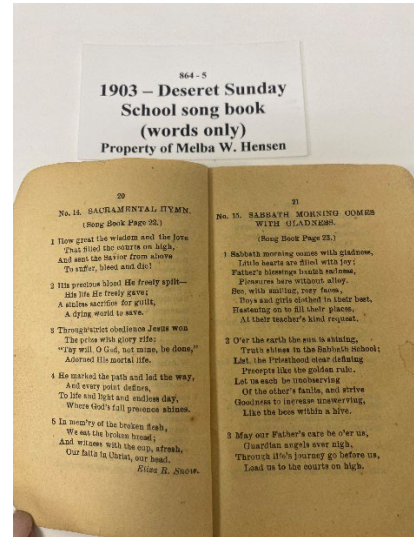 864-5
1903 – Deseret Sunday
School song book
(words only)
Property of Melba W. Hensen
20
No. 14. SACRAMENTAL HYMN.
(Song Book Page 22.)
1 How great the wisdom and the love
That filled the courts on high,
And sent the Savior from above
To suffer, bleed and die!
2 His precious blood He freely spilt—
His life He freely gave;
A sinless sacrifice for guilt,
A dying world to save.
3 Through strict obedience Jesus won
The prize with glory rife:
"Thy will, O God, not mine, be done,"
Adorned His mortal life.
4 He marked the path and led the way,
And every point defines,
To life and light and endless day,
Where God's full presence shines.
5 In mem'ry of the broken flesh,
We eat the broken bread;
And witness with the cup, afresh,
Our faith in Christ, our head.
Eliza R. Snow.
21
No. 15. SABBATH MORNING COMES
WITH GLADNESS.
(Song Book Page 23.)
1 Sabbath morning comes with gladness,
Little hearts are filled with joy;
Father's blessings banish sadness,
Pleasures here without alloy.
See, with smiling, rosy faces,
Boys and girls clothed in their best,
Hastening on to fill their places,
At their teacher's kind request.
2 O'er the earth the sun is shining,
Truth shines in the Sabbath School;
List, the Priesthood clear defining
Precepts like the golden rule.
Let us each be unobserving
Of the other's faults, and strive
Goodness to increase unswerving,
Like the bees within a hive.
3 May our Father's care be o'er us,
Guardian angels ever nigh,
Through life's journey go before us,
Lead us to the courts on high.